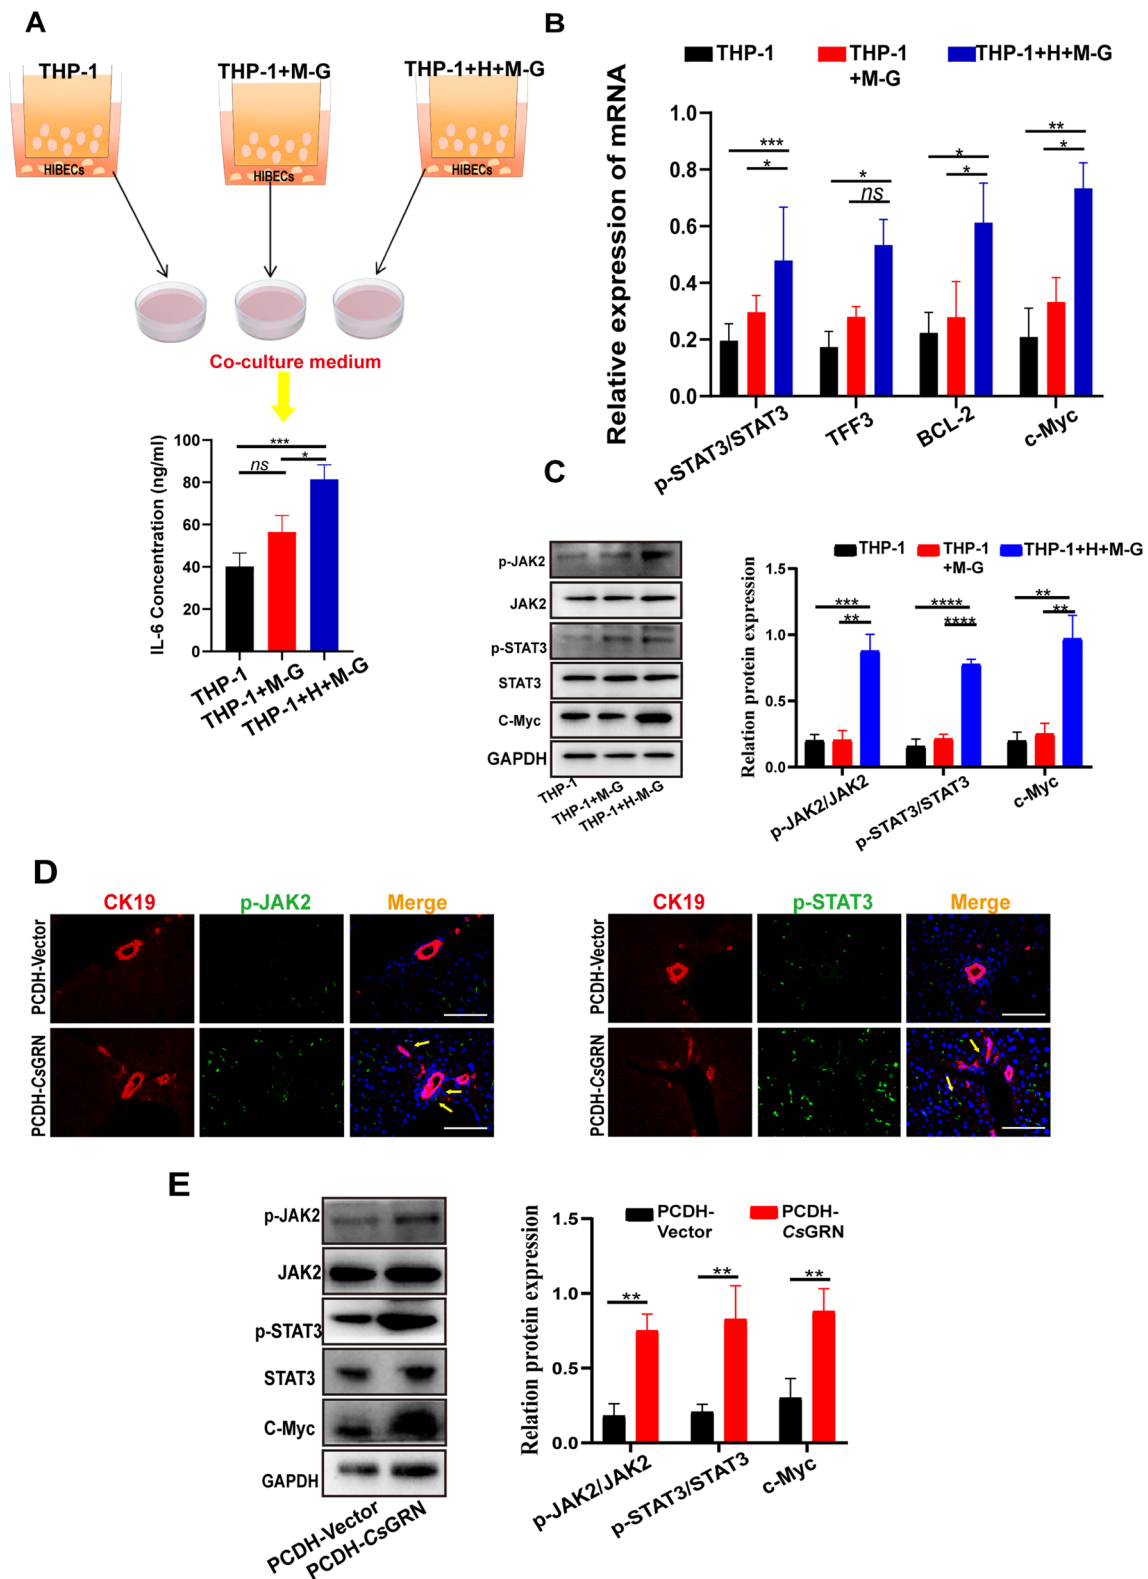 A
THP-1
THP-1+M-G
THP-1+H+M-G
HIBECs
HIBECs
HIBECs
Co-culture medium
IL-6 Concentration (ng/ml)
100
80
60
40
20
0
***
ns
*
THP-1
THP-1+M-G
THP-1+H+M-G
B
THP-1
THP-1
+M-G
THP-1+H+M-G
Relative expression of mRNA
1.0
0.8
0.6
0.4
0.2
0.0
***
*
*
ns
*
*
**
*
p-STAT3/STAT3
TFF3
BCL-2
c-Myc
C
p-JAK2
JAK2
p-STAT3
STAT3
C-Myc
GAPDH
THP-1
THP-1+M-G
THP-1+H-M-G
THP-1
THP-1
+M-G
THP-1+H+M-G
Relation protein expression
1.5
1.0
0.5
0.0
***
**
****
****
**
**
p-JAK2/JAK2
p-STAT3/STAT3
c-Myc
D
CK19
p-JAK2
Merge
PCDH-Vector
PCDH-CsGRN
CK19
p-STAT3
Merge
PCDH-Vector
PCDH-CsGRN
E
p-JAK2
JAK2
p-STAT3
STAT3
C-Myc
GAPDH
PCDH-Vector
PCDH-CsGRN
PCDH-
Vector
PCDH-
CsGRN
Relation protein expression
1.5
1.0
0.5
0.0
**
**
**
p-JAK2/JAK2
p-STAT3/STAT3
c-Myc